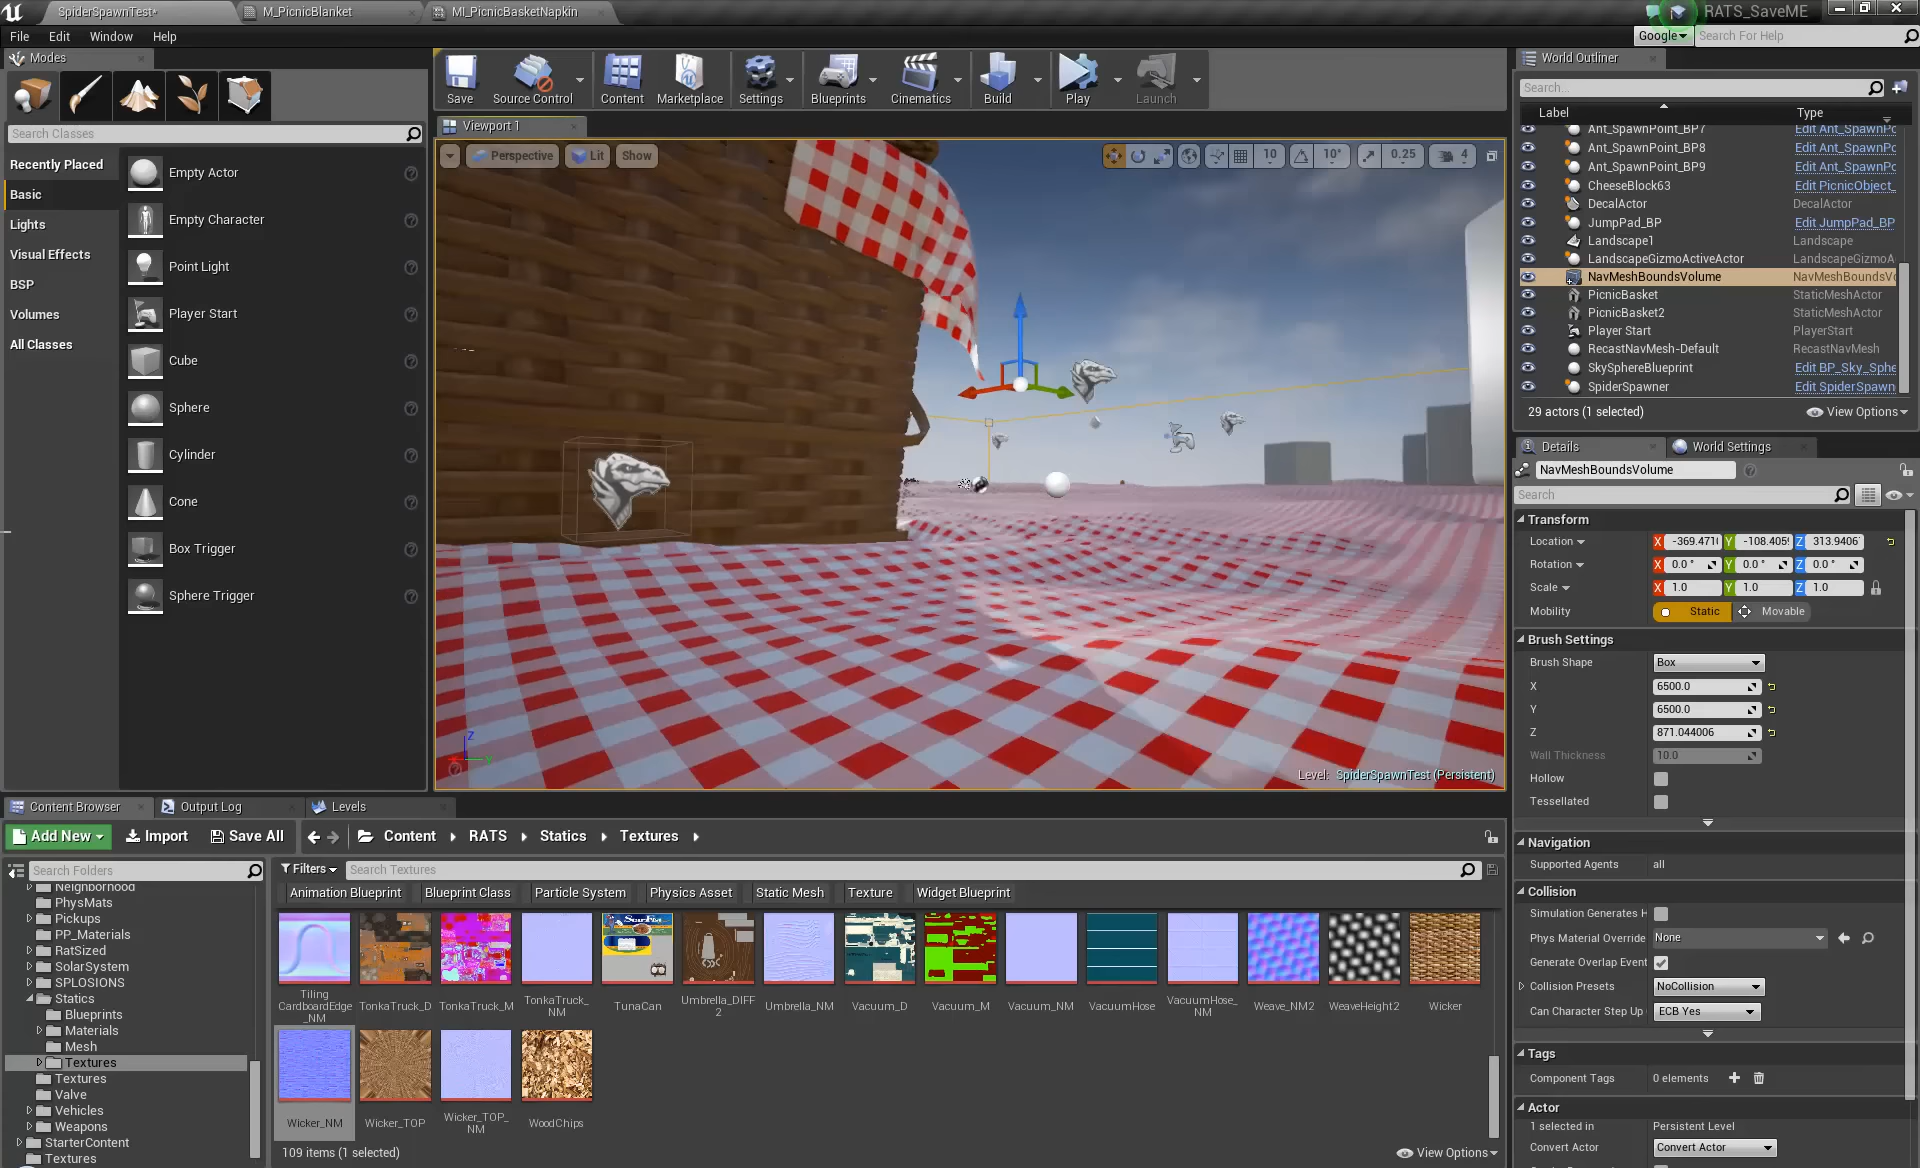 SpiderSpawnTest*
M_PicnicBlanket
MI_PicnicBasketNapkin
RATS_SaveME
File Edit Window Help
Google
Search For Help
Modes
Search Classes
Recently Placed
Basic
Lights
Visual Effects
BSP
Volumes
All Classes
Empty Actor
Empty Character
Point Light
Player Start
Cube
Sphere
Cylinder
Cone
Box Trigger
Sphere Trigger
Save
Source Control
Content
Marketplace
Settings
Blueprints
Cinematics
Build
Play
Launch
Viewport 1
Perspective Lit Show
10 10° 0.25 4
Z
Level: SpiderSpawnTest (Persistent)
World Outliner
Search...
Label Type
Ant_SpawnPoint_BP7 Edit Ant_SpawnPc
Ant_SpawnPoint_BP8 Edit Ant_SpawnPc
Ant_SpawnPoint_BP9 Edit Ant_SpawnPc
CheeseBlock63 Edit PicnicObject_
DecalActor DecalActor
JumpPad_BP Edit JumpPad_BP
Landscape1 Landscape
LandscapeGizmoActiveActor LandscapeGizmoA
NavMeshBoundsVolume NavMeshBoundsVo
PicnicBasket StaticMeshActor
PicnicBasket2 StaticMeshActor
Player Start PlayerStart
RecastNavMesh-Default RecastNavMesh
SkySphereBlueprint Edit BP_Sky_Sphe
SpiderSpawner Edit SpiderSpawn
29 actors (1 selected) View Options
Details
World Settings
NavMeshBoundsVolume
Search
Transform
Location X -369.471 Y -108.405 Z 313.9406
Rotation X 0.0 ° Y 0.0 ° Z 0.0 °
Scale X 1.0 Y 1.0 Z 1.0
Mobility Static Movable
Brush Settings
Brush Shape Box
X 6500.0
Y 6500.0
Z 871.044006
Wall Thickness 10.0
Hollow
Tessellated
Navigation
Supported Agents all
Collision
Simulation Generates H
Phys Material Override None
Generate Overlap Event
Collision Presets NoCollision
Can Character Step Up ECB Yes
Tags
Component Tags 0 elements
Actor
1 selected in Persistent Level
Convert Actor Convert Actor
Content Browser
Output Log
Levels
Add New Import Save All
Content RATS Statics Textures
Search Folders
Neighborhood
PhysMats
Pickups
PP_Materials
RatSized
SolarSystem
SPLOSIONS
Statics
Blueprints
Materials
Mesh
Textures
Textures
Valve
Vehicles
Weapons
StarterContent
Textures
Filters
Search Textures
Animation Blueprint Blueprint Class Particle System Physics Asset Static Mesh Texture Widget Blueprint
Tiling CardboardEdge _NM
TonkaTruck_D
TonkaTruck_M
TonkaTruck_ NM
TunaCan
Umbrella_DIFF 2
Umbrella_NM
Vacuum_D
Vacuum_M
Vacuum_NM
VacuumHose
VacuumHose_ NM
Weave_NM2
WeaveHeight2
Wicker
Wicker_NM
Wicker_TOP
Wicker_TOP_ NM
WoodChips
109 items (1 selected)
View Options